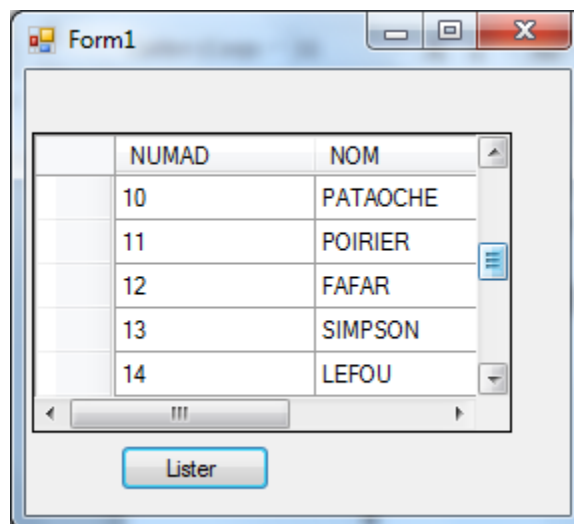 Form1
NUMAD NOM
10 PATAOCHE
11 POIRIER
12 FAFAR
13 SIMPSON
14 LEFOU
Lister